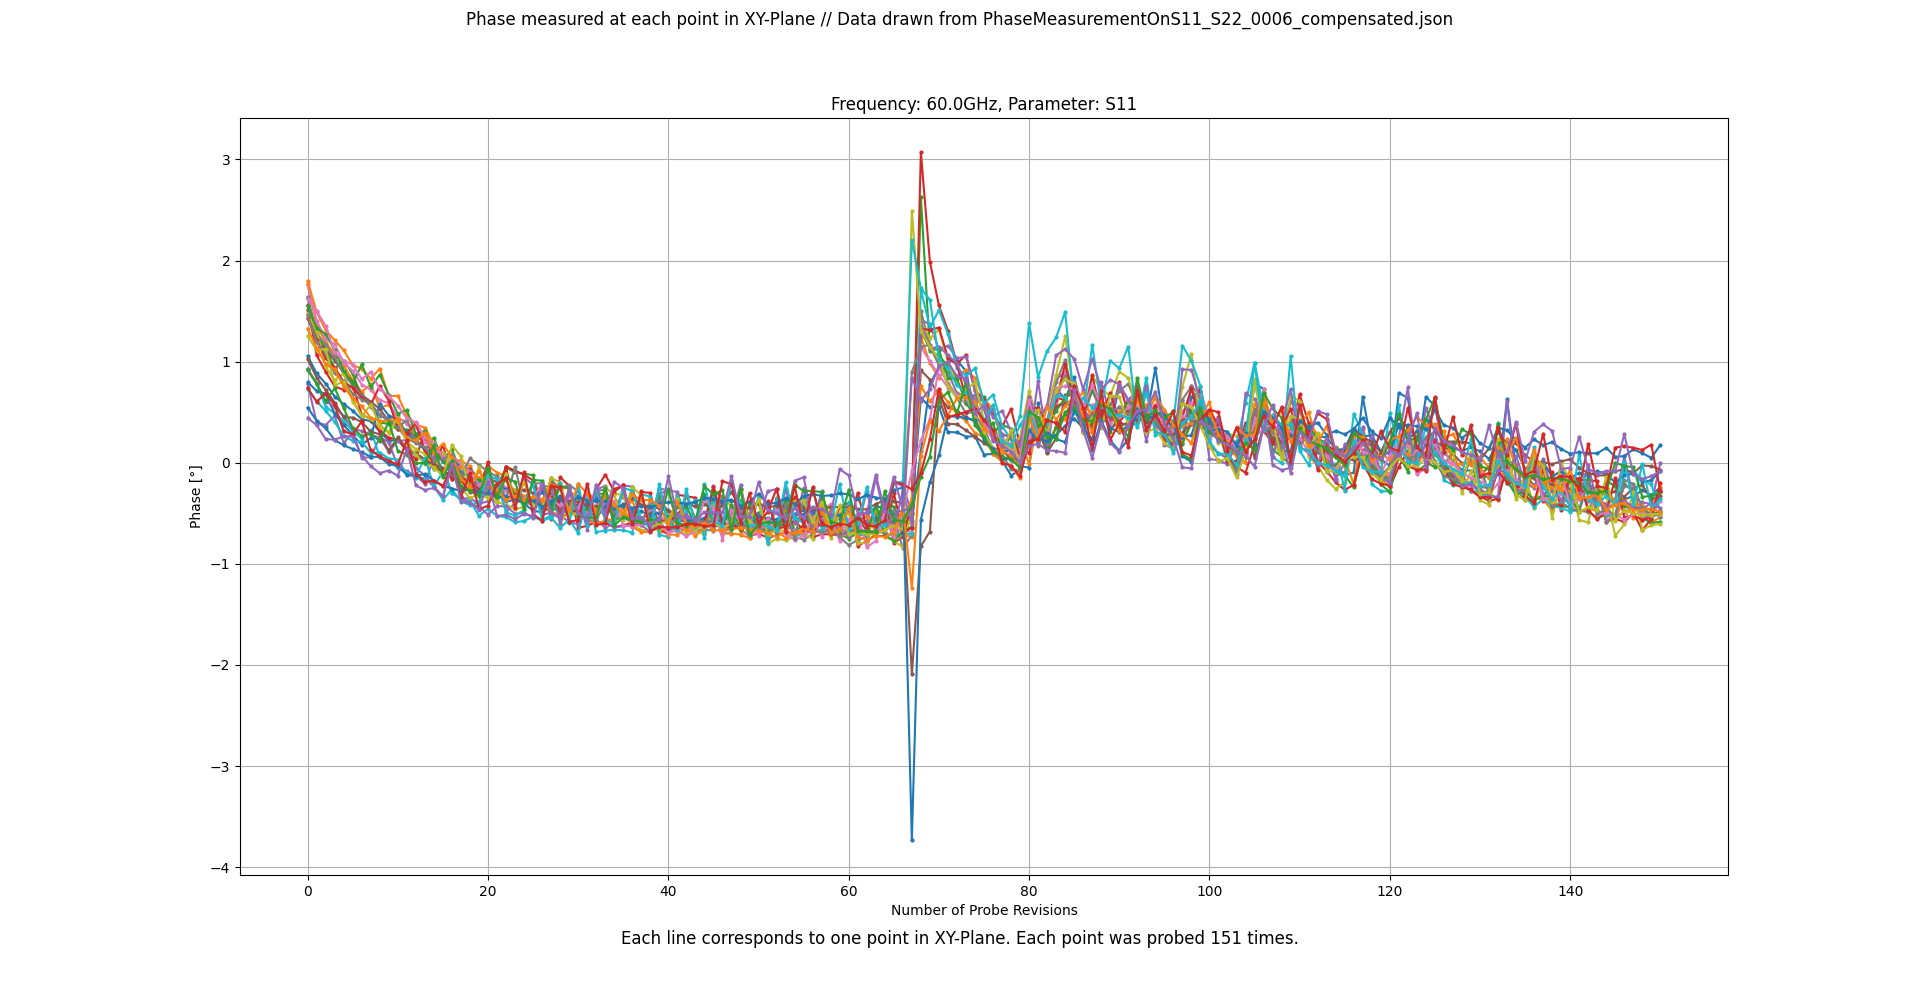 Phase measured at each point in XY-Plane // Data drawn from PhaseMeasurementOnS11_S22_0006_compensated.json
Frequency: 60.0GHz, Parameter: S11
3
2
1
0
−1
−2
−3
−4
Phase [°]
0 20 40 60 80 100 120 140
Number of Probe Revisions
Each line corresponds to one point in XY-Plane. Each point was probed 151 times.